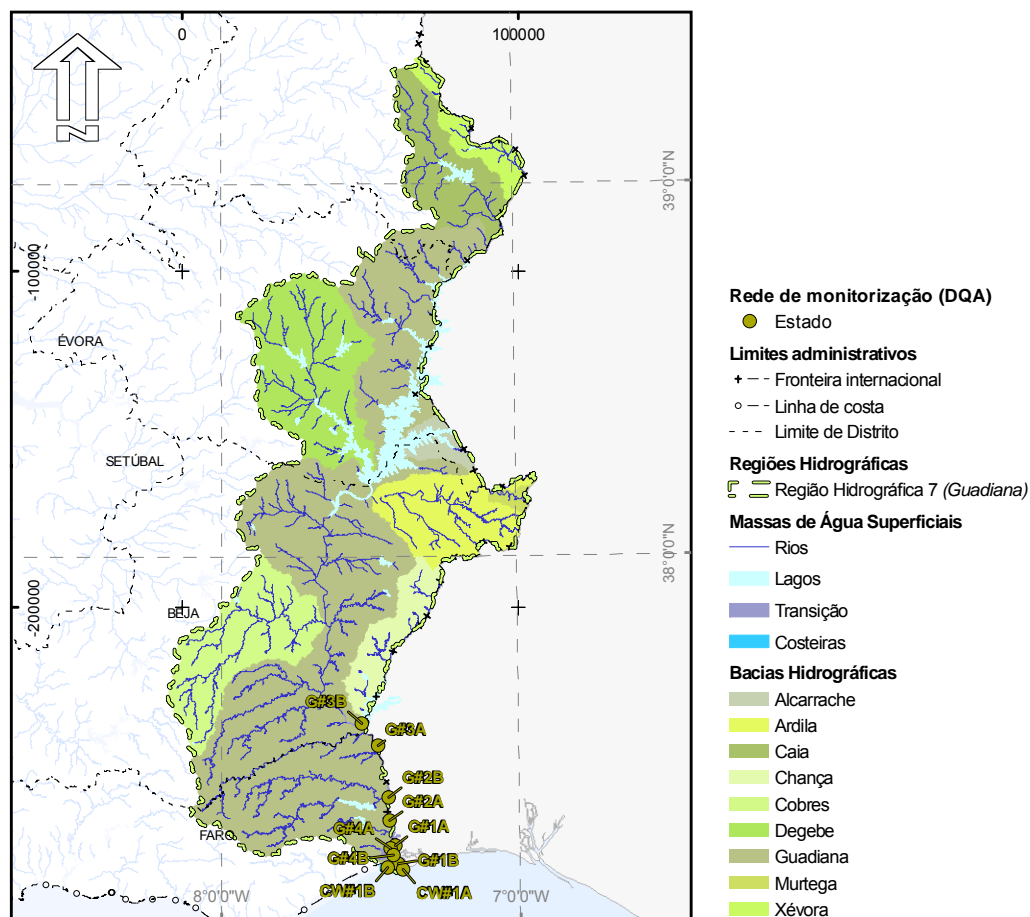 0
100000
N
39°0'0"N
-100000
ÉVORA
SETÚBAL
38°0'0"N
-200000
BEJA
G#3B
G#3A
G#2B
G#2A
G#4A
G#1A
FARO
G#4B
G#1B
CW#1B
CW#1A
8°0'0"W
7°0'0"W
Rede de monitorização (DQA)
Estado
Limites administrativos
Fronteira internacional
Linha de costa
Limite de Distrito
Regiões Hidrográficas
Região Hidrográfica 7 (Guadiana)
Massas de Água Superficiais
Rios
Lagos
Transição
Costeiras
Bacias Hidrográficas
Alcarrache
Ardila
Caia
Chança
Cobres
Degebe
Guadiana
Murtega
Xévora